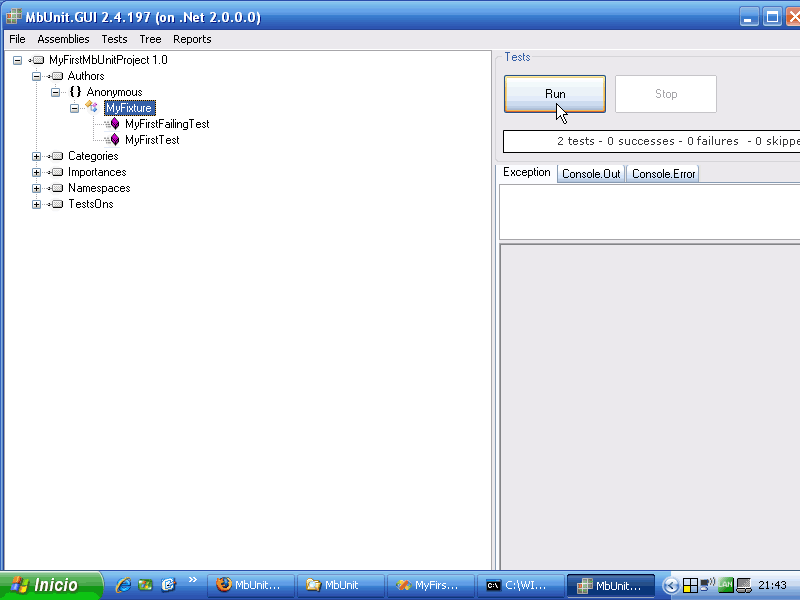 MbUnit.GUI 2.4.197 (on .Net 2.0.0.0)
File Assemblies Tests Tree Reports
MyFirstMbUnitProject 1.0
Authors
Anonymous
MyFixture
MyFirstFailingTest
MyFirstTest
Categories
Importances
Namespaces
TestsOns
Tests
Run Stop
2 tests - 0 successes - 0 failures - 0 skippe
Exception Console.Out Console.Error
Inicio MbUnit... MbUnit MyFirs... C:\WI... MbUnit... LAN 21:43